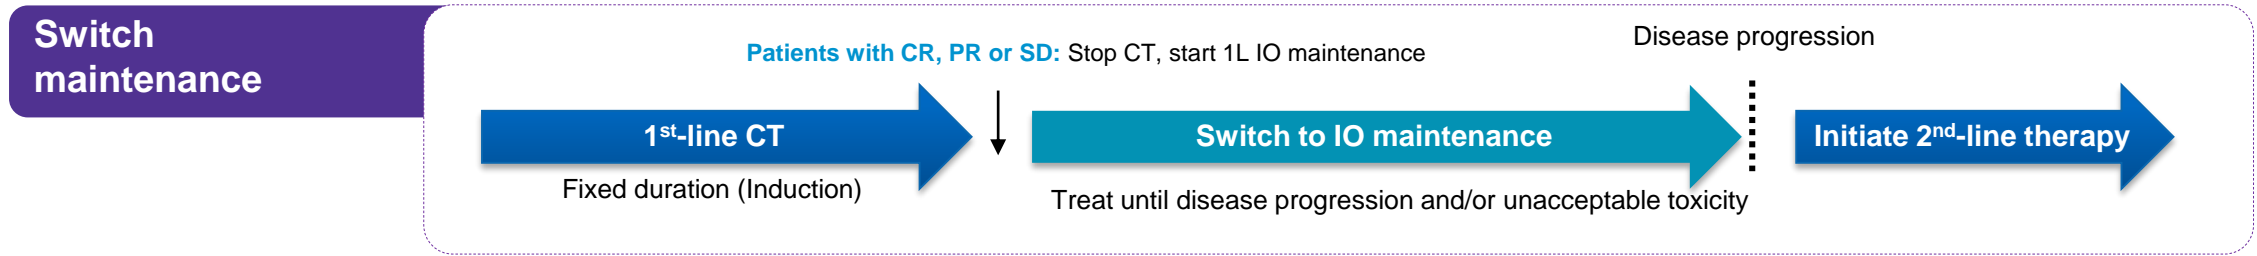 Switch
maintenance
Patients with CR, PR or SD: Stop CT, start 1L IO maintenance
Disease progression
1st-line CT
Switch to IO maintenance
Initiate 2nd-line therapy
Fixed duration (Induction)
Treat until disease progression and/or unacceptable toxicity